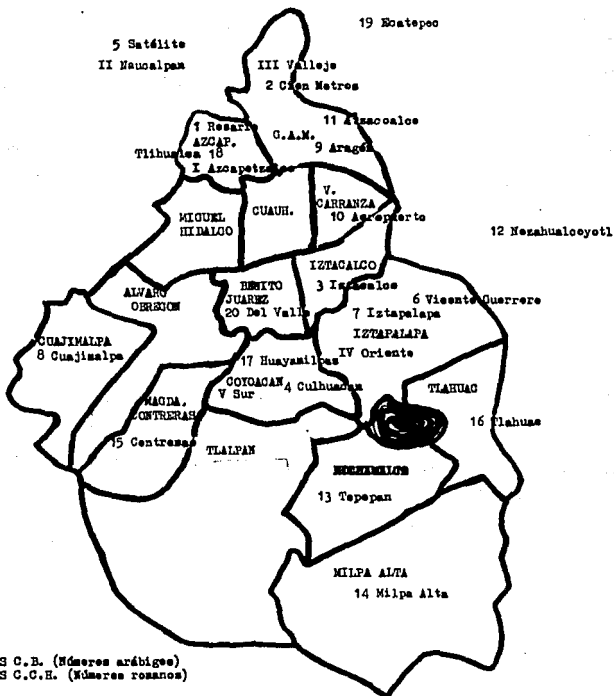 19 Ecatepec
5 Satélite
II Naucalpan
III Vallejo
2 Cien Metros
11 Atzacoalco
1 Rosario
AZCAP.
G.A.M.
9 Aragón
Tlihuaca 18
I Azcapotzalco
V.
CARRANZA
10 Aeropuerto
MIGUEL
HIDALGO
CUAUH.
12 Nezahualcoyotl
IZTACALCO
3 Iztacalco
ALVARO
OBREGON
BENITO
JUAREZ
20 Del Valle
6 Vicente Guerrero
7 Iztapalapa
IZTAPALAPA
IV Oriente
CUAJIMALPA
8 Cuajimalpa
17 Huayamilpas
COYOACAN
4 Culhuacan
V Sur
TLAHUAC
16 Tlahuac
MAGDA.
CONTRERAS
15 Contreras
TLALPAN
13 Tepepan
MILPA ALTA
14 Milpa Alta
S C.B. (Números arábigos)
S C.C.H. (Números romanos)